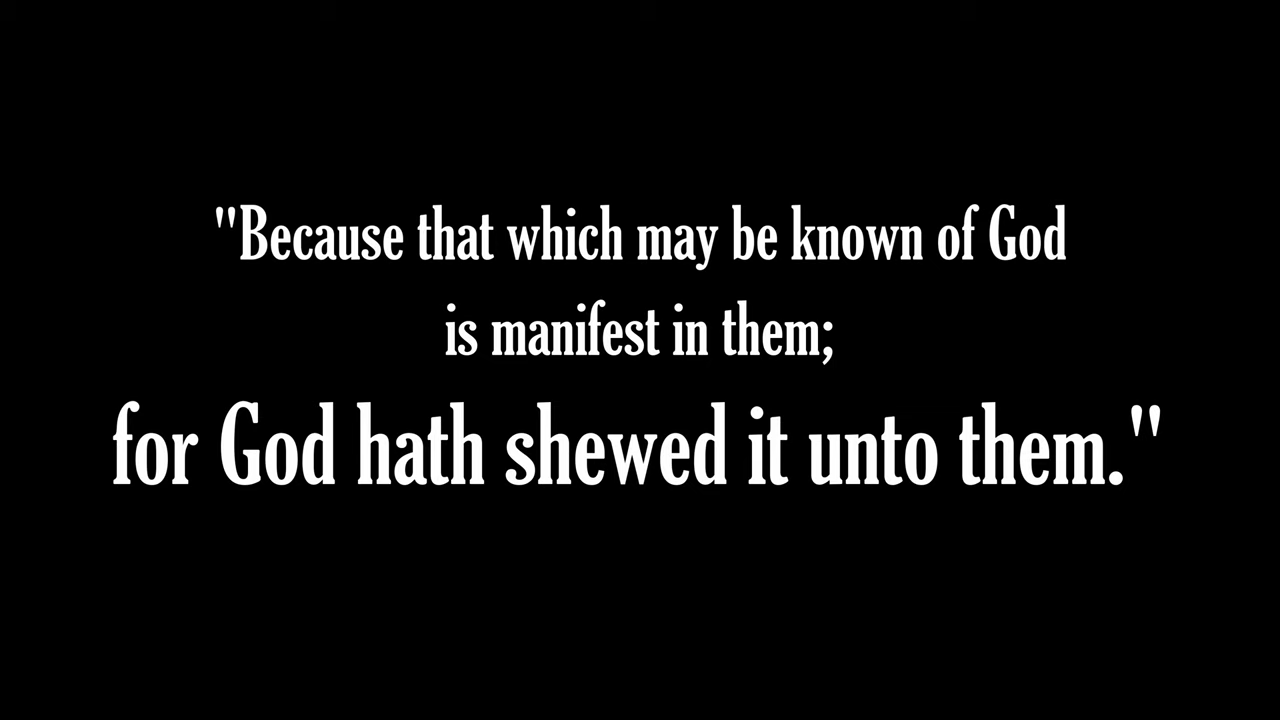 "Because that which may be known of God
is manifest in them;
for God hath shewed it unto them."